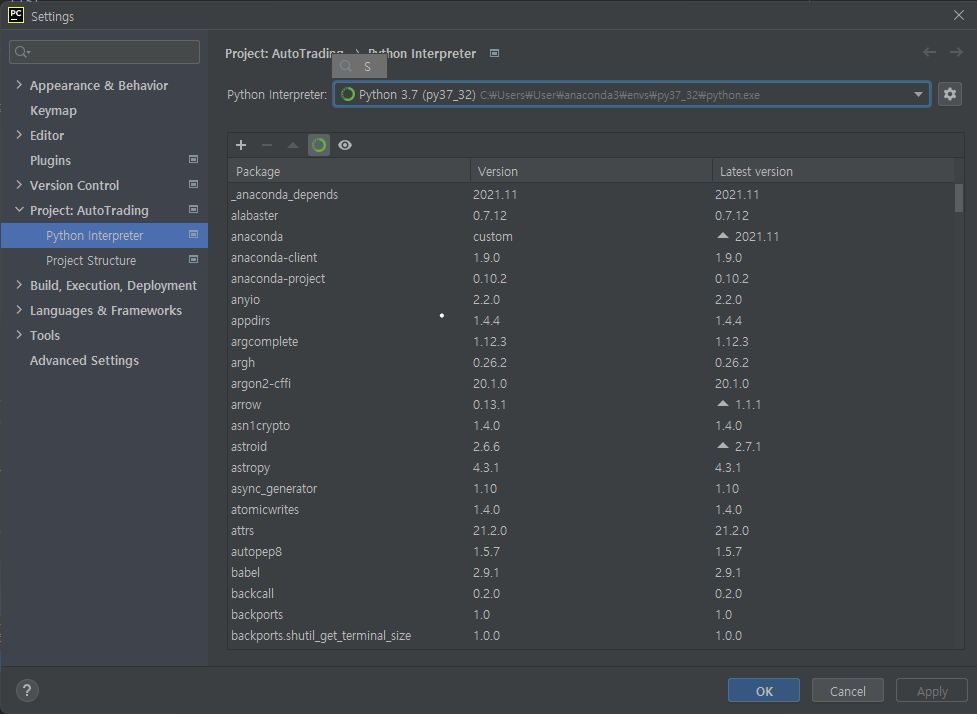 PC Settings
Project: AutoTrading > Python Interpreter
S
Python Interpreter: Python 3.7 (py37_32) C:₩Users₩User₩anaconda3₩envs₩py37_32₩python.exe
Appearance & Behavior
Keymap
Editor
Plugins
Version Control
Project: AutoTrading
Python Interpreter
Project Structure
Build, Execution, Deployment
Languages & Frameworks
Tools
Advanced Settings
Package Version Latest version
_anaconda_depends 2021.11 2021.11
alabaster 0.7.12 0.7.12
anaconda custom 2021.11
anaconda-client 1.9.0 1.9.0
anaconda-project 0.10.2 0.10.2
anyio 2.2.0 2.2.0
appdirs 1.4.4 1.4.4
argcomplete 1.12.3 1.12.3
argh 0.26.2 0.26.2
argon2-cffi 20.1.0 20.1.0
arrow 0.13.1 1.1.1
asn1crypto 1.4.0 1.4.0
astroid 2.6.6 2.7.1
astropy 4.3.1 4.3.1
async_generator 1.10 1.10
atomicwrites 1.4.0 1.4.0
attrs 21.2.0 21.2.0
autopep8 1.5.7 1.5.7
babel 2.9.1 2.9.1
backcall 0.2.0 0.2.0
backports 1.0 1.0
backports.shutil_get_terminal_size 1.0.0 1.0.0
? OK Cancel Apply